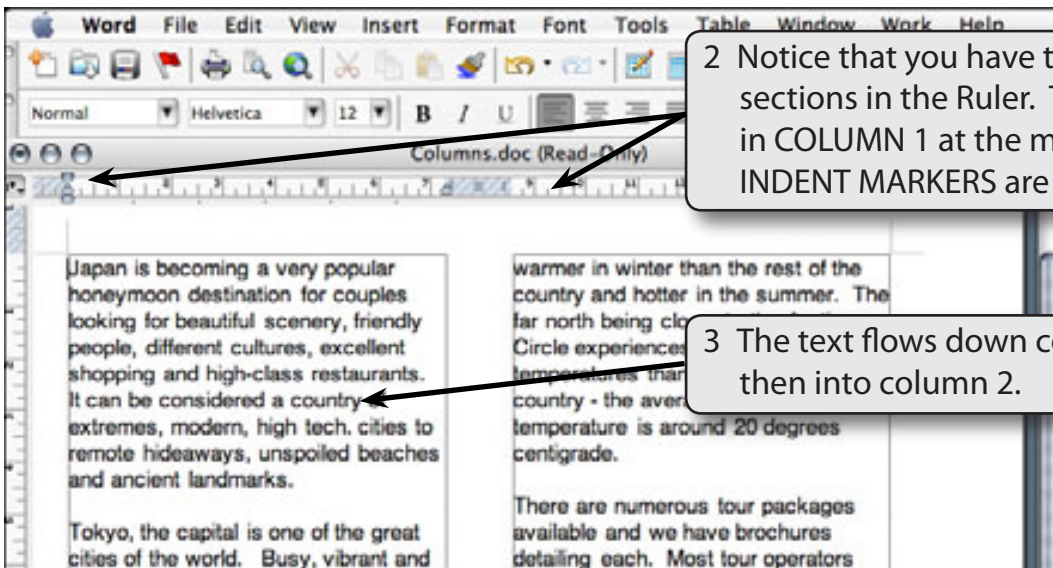 Word File Edit View Insert Format Font Tools Table Window Work Help
2 Notice that you have
sections in the Ruler.
in COLUMN 1 at the
INDENT MARKERS are
Normal Helvetica 12 B I U
Columns.doc (Read-Only)
Japan is becoming a very popular
honeymoon destination for couples
looking for beautiful scenery, friendly
people, different cultures, excellent
shopping and high-class restaurants.
It can be considered a country
extremes, modern, high tech. cities to
remote hideaways, unspoiled beaches
and ancient landmarks.
Tokyo, the capital is one of the great
cities of the world. Busy, vibrant and
warmer in winter than the rest of the
country and hotter in the summer. The
far north being
Circle experiences
temperatures than
country - the
temperature is around 20 degrees
centigrade.
There are numerous tour packages
available and we have brochures
detailing each. Most tour operators
3 The text flows down
then into column 2.